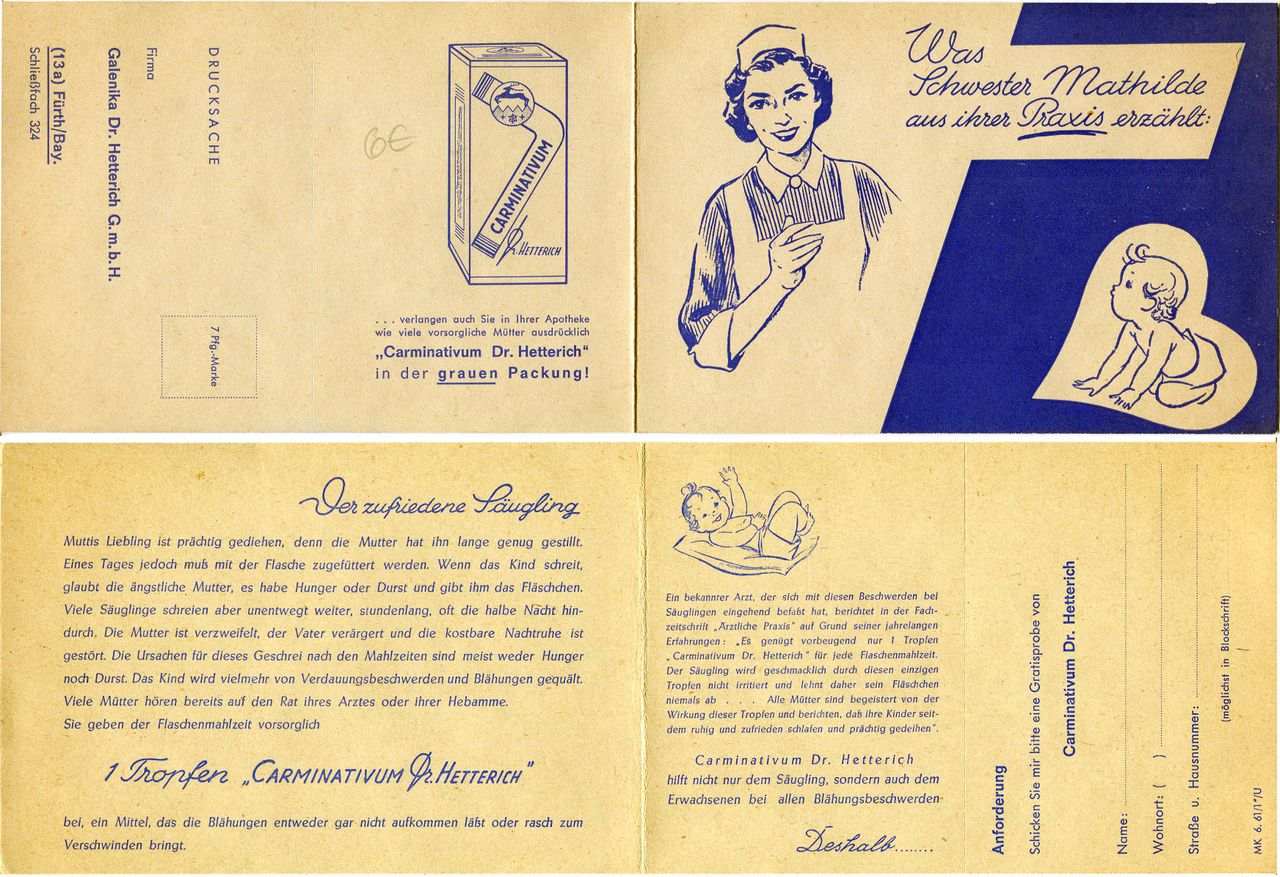 DRUCKSACHE
Firma
Galenika Dr. Hetterich G.m.b.H.
(13a) Fürth/Bay.
Schließfach 324
7 Pfg.-Marke
6€
CARMINATIVUM
Dr. HETTERICH
. . . verlangen auch Sie in Ihrer Apotheke
wie viele vorsorgliche Mütter ausdrücklich
„Carminativum Dr. Hetterich"
in der grauen Packung!
Was
Schwester Mathilde
aus ihrer Praxis erzählt:
Der zufriedene Säugling
Muttis Liebling ist prächtig gediehen, denn die Mutter hat ihn lange genug gestillt.
Eines Tages jedoch muß mit der Flasche zugefüttert werden. Wenn das Kind schreit,
glaubt die ängstliche Mutter, es habe Hunger oder Durst und gibt ihm das Fläschchen.
Viele Säuglinge schreien aber unentwegt weiter, stundenlang, oft die halbe Nacht hin-
durch. Die Mutter ist verzweifelt, der Vater verärgert und die kostbare Nachtruhe ist
gestört. Die Ursachen für dieses Geschrei nach den Mahlzeiten sind meist weder Hunger
noch Durst. Das Kind wird vielmehr von Verdauungsbeschwerden und Blähungen gequält.
Viele Mütter hören bereits auf den Rat ihres Arztes oder ihrer Hebamme.
Sie geben der Flaschenmahlzeit vorsorglich
1 Tropfen „CARMINATIVUM Dr. HETTERICH"
bei, ein Mittel, das die Blähungen entweder gar nicht aufkommen läßt oder rasch zum
Verschwinden bringt.
Ein bekannter Arzt, der sich mit diesen Beschwerden bei
Säuglingen eingehend befaßt hat, berichtet in der Fach-
zeitschrift „Ärztliche Praxis" auf Grund seiner jahrelangen
Erfahrungen: „Es genügt vorbeugend nur 1 Tropfen
„Carminativum Dr. Hetterich" für jede Flaschenmahlzeit.
Der Säugling wird geschmacklich durch diesen einzigen
Tropfen nicht irritiert und lehnt daher sein Fläschchen
niemals ab . . . Alle Mütter sind begeistert von der
Wirkung dieser Tropfen und berichten, daß ihre Kinder seit-
dem ruhig und zufrieden schlafen und prächtig gedeihen".
Carminativum Dr. Hetterich
hilft nicht nur dem Säugling, sondern auch dem
Erwachsenen bei allen Blähungsbeschwerden
Deshalb........
Anforderung
Schicken Sie mir bitte eine Gratisprobe von
Carminativum Dr. Hetterich
Name:
Wohnort: ( )
Straße u. Hausnummer:
(möglichst in Blockschrift)
MK 6. 61/1*/U